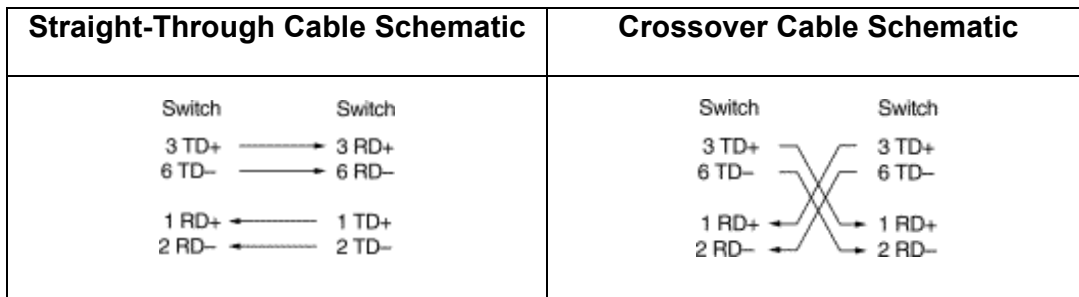 Straight-Through Cable Schematic
Crossover Cable Schematic
Switch Switch
3 TD+ 3 RD+
6 TD– 6 RD–
1 RD+ 1 TD+
2 RD– 2 TD–
Switch Switch
3 TD+ 3 TD+
6 TD– 6 TD–
1 RD+ 1 RD+
2 RD– 2 RD–